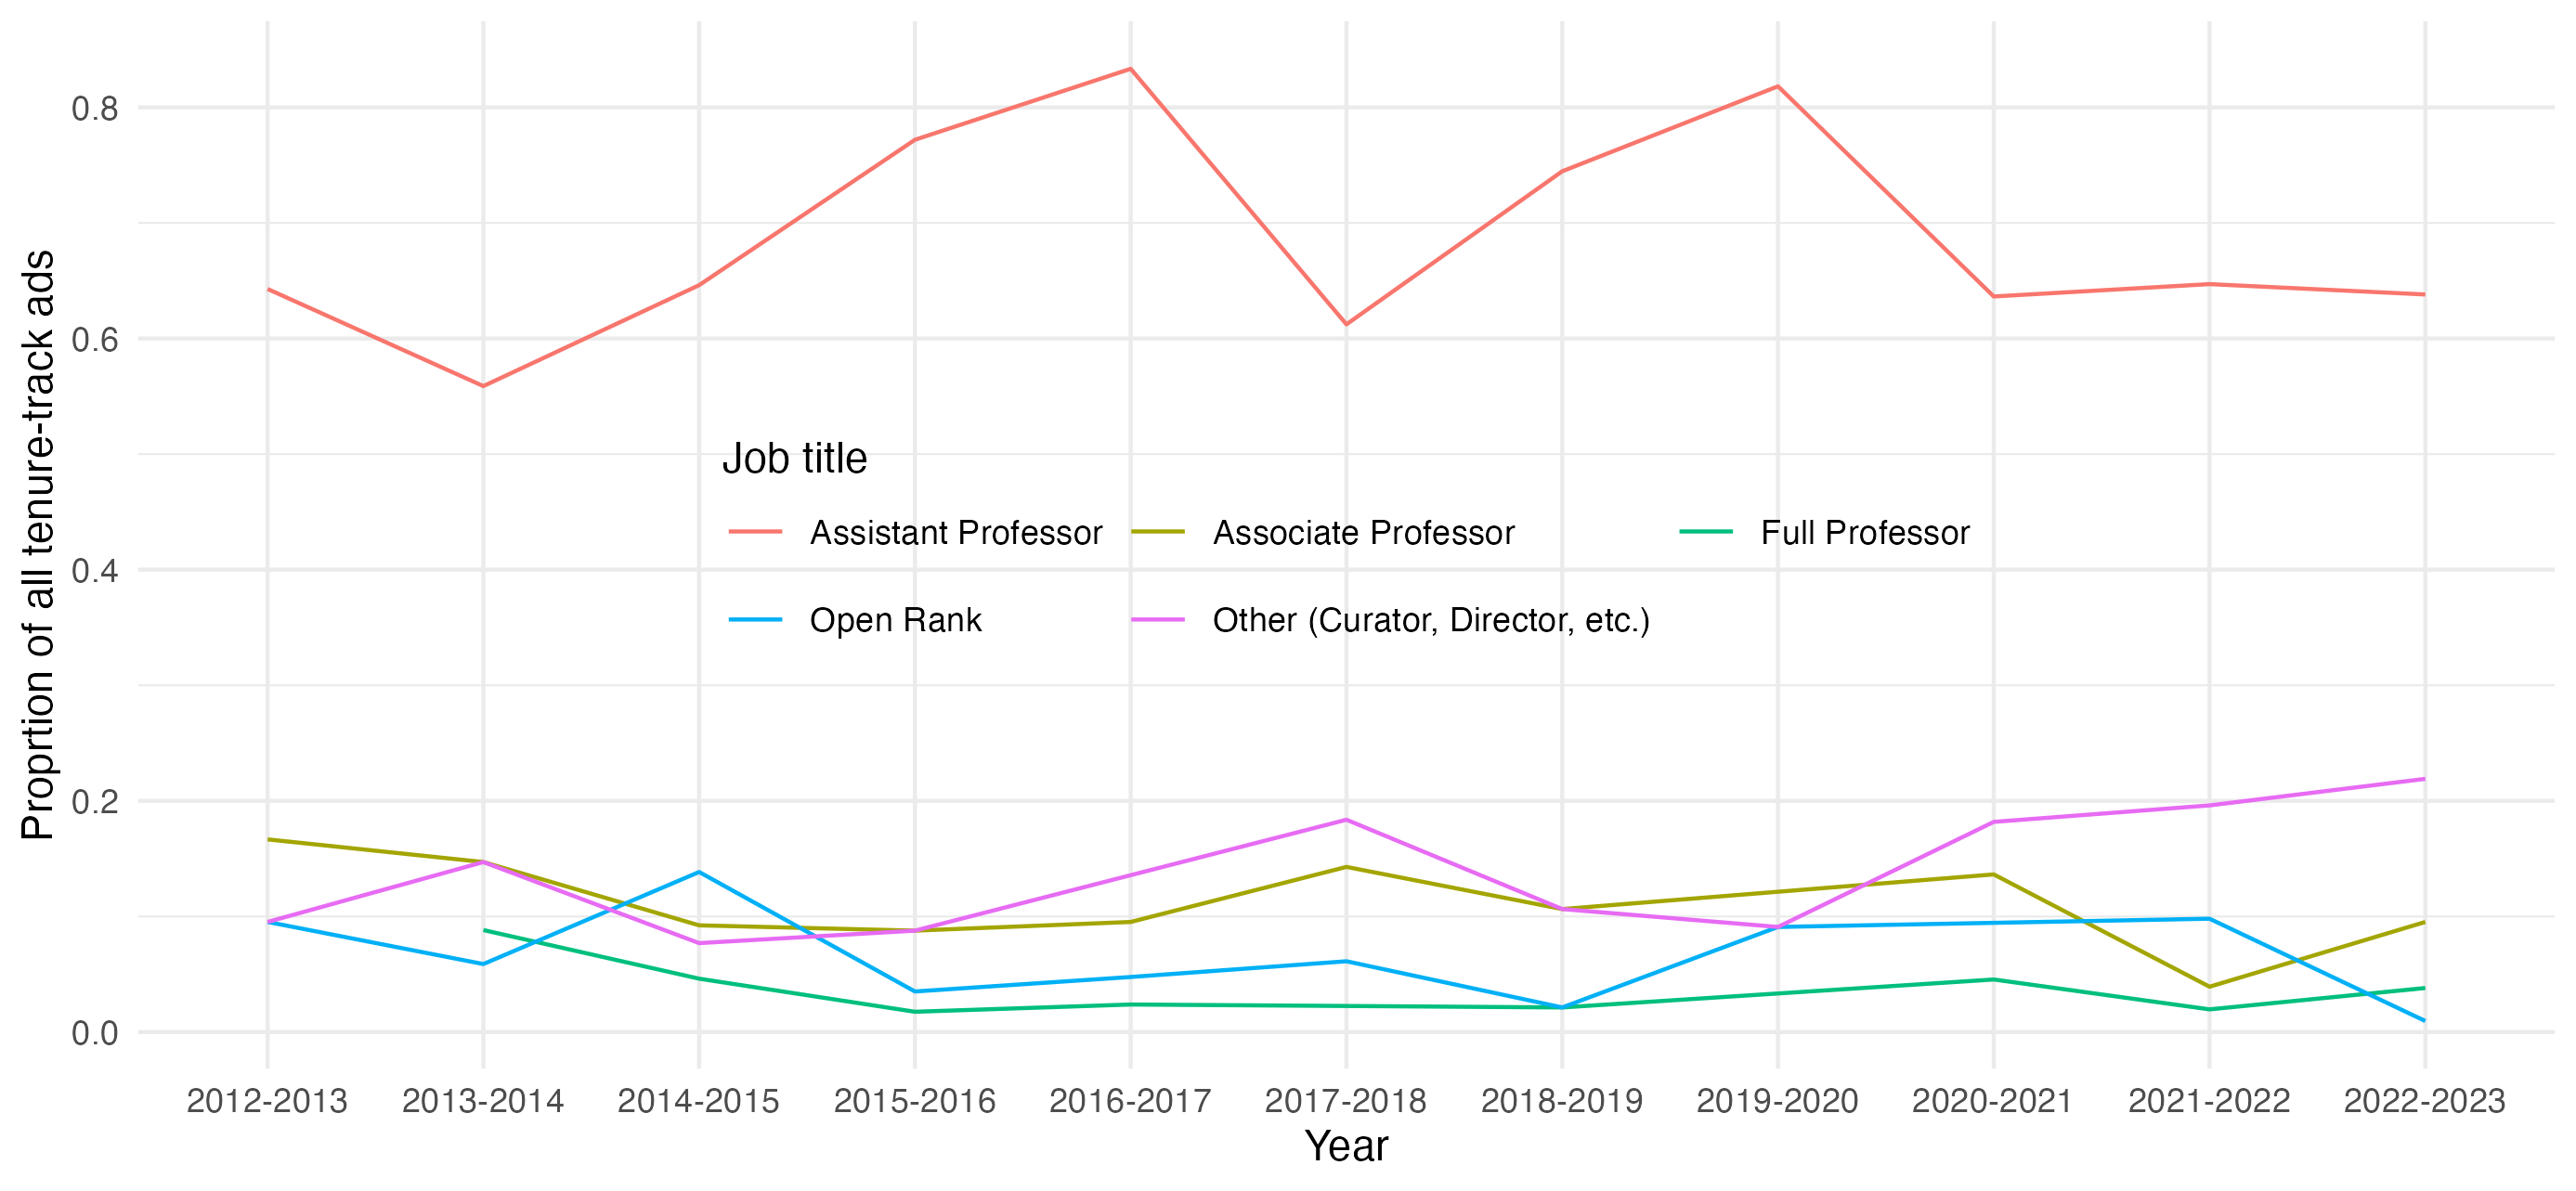 Proportion of all tenure-track ads
0.8
0.6
0.4
0.2
0.0
Job title
Assistant Professor
Associate Professor
Full Professor
Open Rank
Other (Curator, Director, etc.)
2012-2013
2013-2014
2014-2015
2015-2016
2016-2017
2017-2018
2018-2019
2019-2020
2020-2021
2021-2022
2022-2023
Year